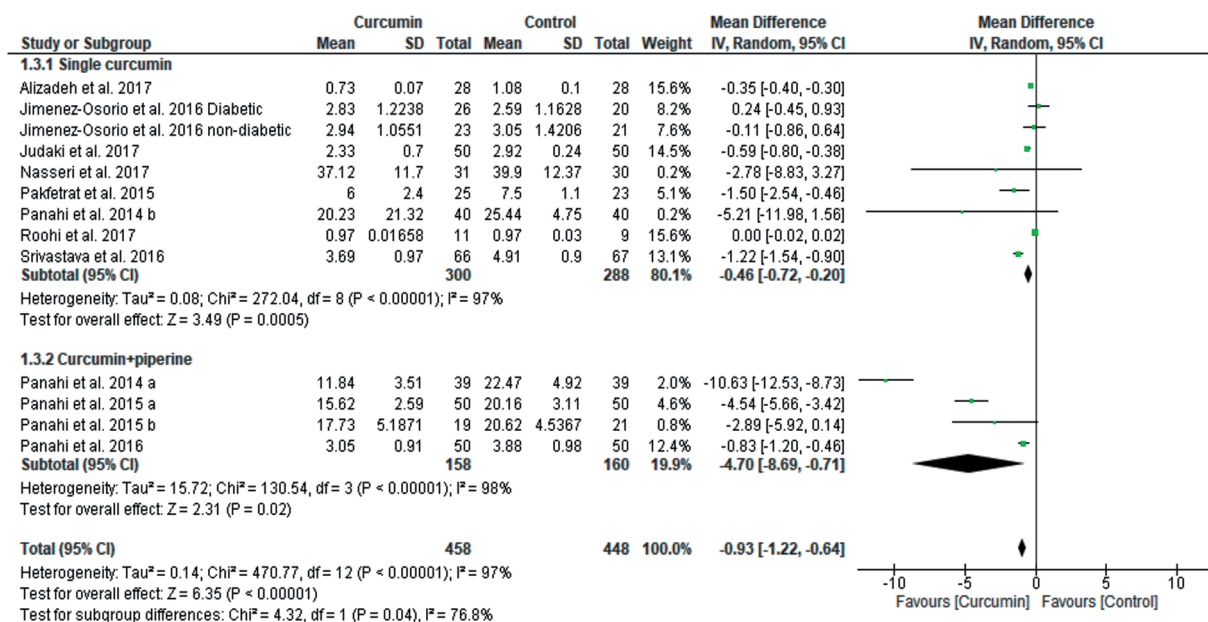 Curcumin Control Mean Difference Mean Difference
Study or Subgroup Mean SD Total Mean SD Total Weight IV, Random, 95% CI IV, Random, 95% CI
1.3.1 Single curcumin
Alizadeh et al. 2017 0.73 0.07 28 1.08 0.1 28 15.6% -0.35 [-0.40, -0.30]
Jimenez-Osorio et al. 2016 Diabetic 2.83 1.2238 26 2.59 1.1628 20 8.2% 0.24 [-0.45, 0.93]
Jimenez-Osorio et al. 2016 non-diabetic 2.94 1.0551 23 3.05 1.4206 21 7.6% -0.11 [-0.86, 0.64]
Judaki et al. 2017 2.33 0.7 50 2.92 0.24 50 14.5% -0.59 [-0.80, -0.38]
Nasseri et al. 2017 37.12 11.7 31 39.9 12.37 30 0.2% -2.78 [-8.83, 3.27]
Pakfetrat et al. 2015 6 2.4 25 7.5 1.1 23 5.1% -1.50 [-2.54, -0.46]
Panahi et al. 2014 b 20.23 21.32 40 25.44 4.75 40 0.2% -5.21 [-11.98, 1.56]
Roohi et al. 2017 0.97 0.01658 11 0.97 0.03 9 15.6% 0.00 [-0.02, 0.02]
Srivastava et al. 2016 3.69 0.97 66 4.91 0.9 67 13.1% -1.22 [-1.54, -0.90]
Subtotal (95% CI) 300 288 80.1% -0.46 [-0.72, -0.20]
Heterogeneity: Tau² = 0.08; Chi² = 272.04, df = 8 (P < 0.00001); I² = 97%
Test for overall effect: Z = 3.49 (P = 0.0005)
1.3.2 Curcumin+piperine
Panahi et al. 2014 a 11.84 3.51 39 22.47 4.92 39 2.0% -10.63 [-12.53, -8.73]
Panahi et al. 2015 a 15.62 2.59 50 20.16 3.11 50 4.6% -4.54 [-5.66, -3.42]
Panahi et al. 2015 b 17.73 5.1871 19 20.62 4.5367 21 0.8% -2.89 [-5.92, 0.14]
Panahi et al. 2016 3.05 0.91 50 3.88 0.98 50 12.4% -0.83 [-1.20, -0.46]
Subtotal (95% CI) 158 160 19.9% -4.70 [-8.69, -0.71]
Heterogeneity: Tau² = 15.72; Chi² = 130.54, df = 3 (P < 0.00001); I² = 98%
Test for overall effect: Z = 2.31 (P = 0.02)
Total (95% CI) 458 448 100.0% -0.93 [-1.22, -0.64]
Heterogeneity: Tau² = 0.14; Chi² = 470.77, df = 12 (P < 0.00001); I² = 97%
Test for overall effect: Z = 6.35 (P < 0.00001)
Test for subgroup differences: Chi² = 4.32, df = 1 (P = 0.04), I² = 76.8%
-10 -5 0 5 10
Favours [Curcumin] Favours [Control]